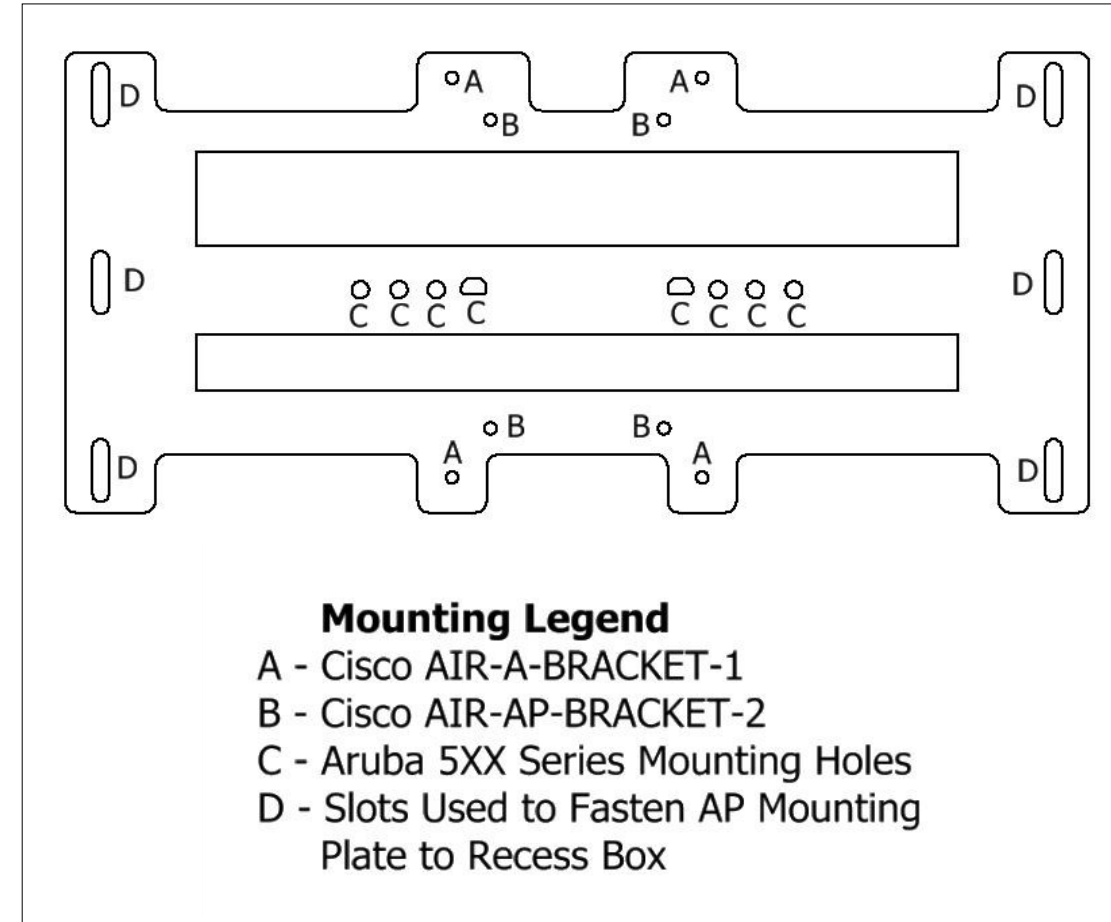 D A A D
B B
D D
C C C C C C C C
B B
D A A D
Mounting Legend
A - Cisco AIR-A-BRACKET-1
B - Cisco AIR-AP-BRACKET-2
C - Aruba 5XX Series Mounting Holes
D - Slots Used to Fasten AP Mounting
Plate to Recess Box